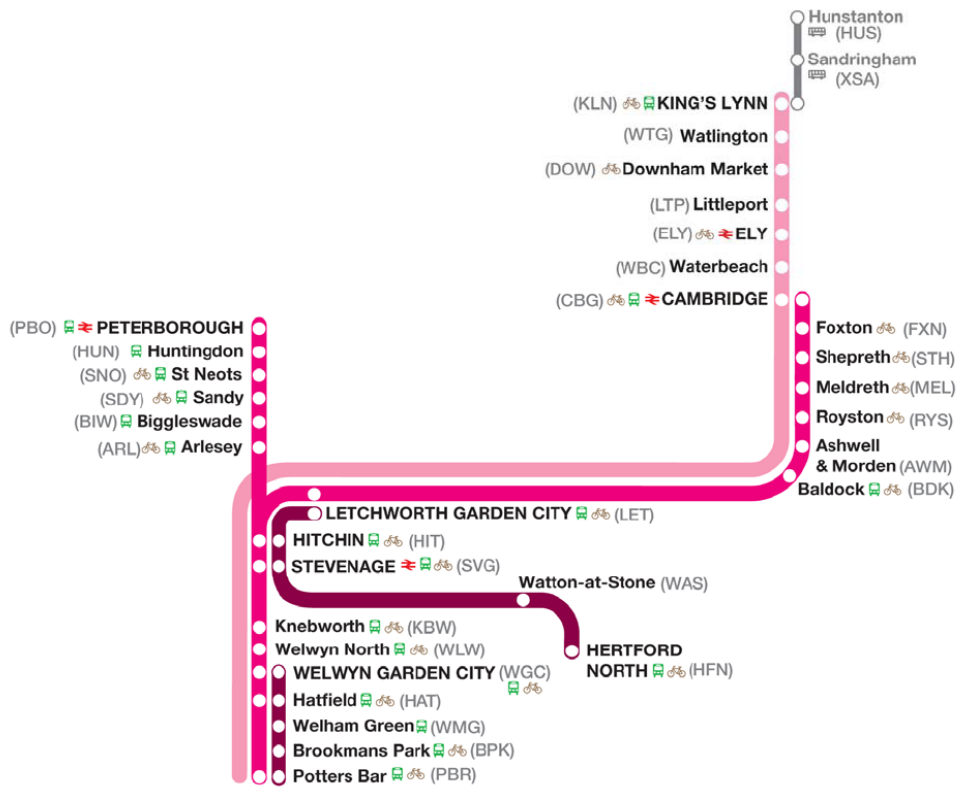 Hunstanton
(HUS)
Sandringham
(XSA)
(KLN) KING'S LYNN
(WTG) Watlington
(DOW) Downham Market
(LTP) Littleport
(ELY) ELY
(WBC) Waterbeach
(CBG) CAMBRIDGE
Foxton (FXN)
Shepreth (STH)
Meldreth (MEL)
Royston (RYS)
Ashwell
& Morden (AWM)
Baldock (BDK)
(PBO) PETERBOROUGH
(HUN) Huntingdon
(SNO) St Neots
(SDY) Sandy
(BIW) Biggleswade
(ARL) Arlesey
LETCHWORTH GARDEN CITY (LET)
HITCHIN (HIT)
STEVENAGE (SVG)
Watton-at-Stone (WAS)
HERTFORD
NORTH (HFN)
Knebworth (KBW)
Welwyn North (WLW)
WELWYN GARDEN CITY (WGC)
Hatfield (HAT)
Welham Green (WMG)
Brookmans Park (BPK)
Potters Bar (PBR)